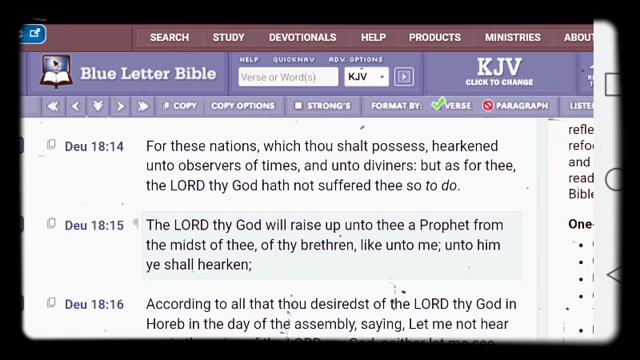 SEARCH STUDY DEVOTIONALS HELP PRODUCTS MINISTRIES ABOU
HELP QUICKNAV ADV. OPTIONS
Blue Letter Bible Verse or Word(s) KJV KJV
CLICK TO CHANGE
COPY COPY OPTIONS STRONG'S FORMAT BY: VERSE PARAGRAPH LISTE
Deu 18:14 For these nations, which thou shalt possess, hearkened
unto observers of times, and unto diviners: but as for thee,
the LORD thy God hath not suffered thee so to do.
Deu 18:15 The LORD thy God will raise up unto thee a Prophet from
the midst of thee, of thy brethren, like unto me; unto him
ye shall hearken;
Deu 18:16 According to all that thou desiredst of the LORD thy God in
Horeb in the day of the assembly, saying, Let me not hear
refle
refo
and
read
Bible
One-